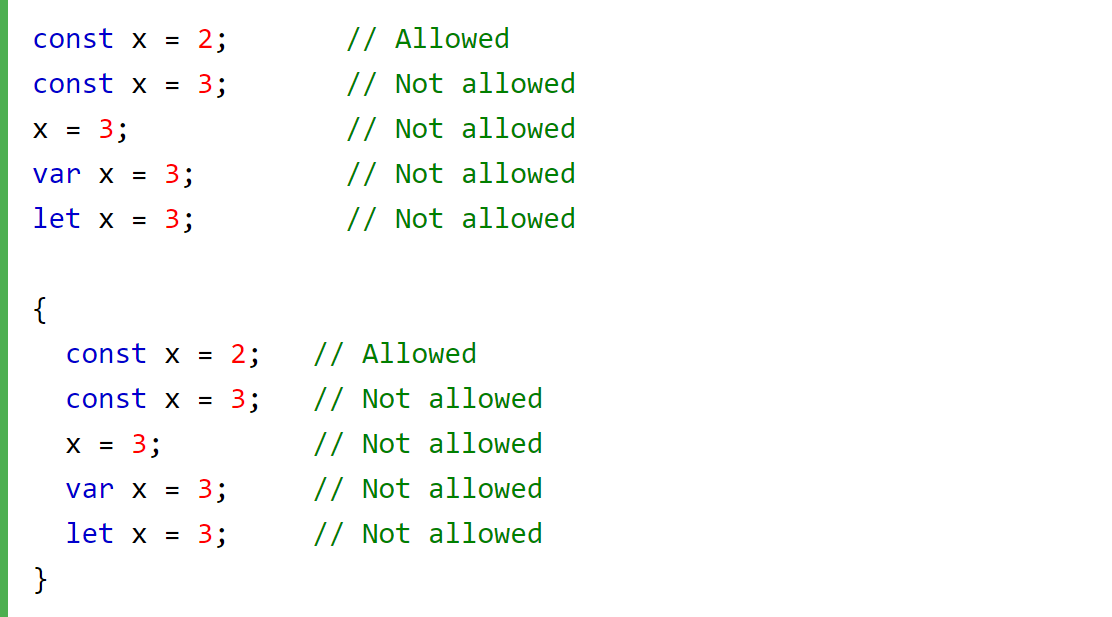 const x = 2;       // Allowed
const x = 3;       // Not allowed
x = 3;             // Not allowed
var x = 3;         // Not allowed
let x = 3;         // Not allowed

{
  const x = 2;   // Allowed
  const x = 3;   // Not allowed
  x = 3;         // Not allowed
  var x = 3;     // Not allowed
  let x = 3;     // Not allowed
}